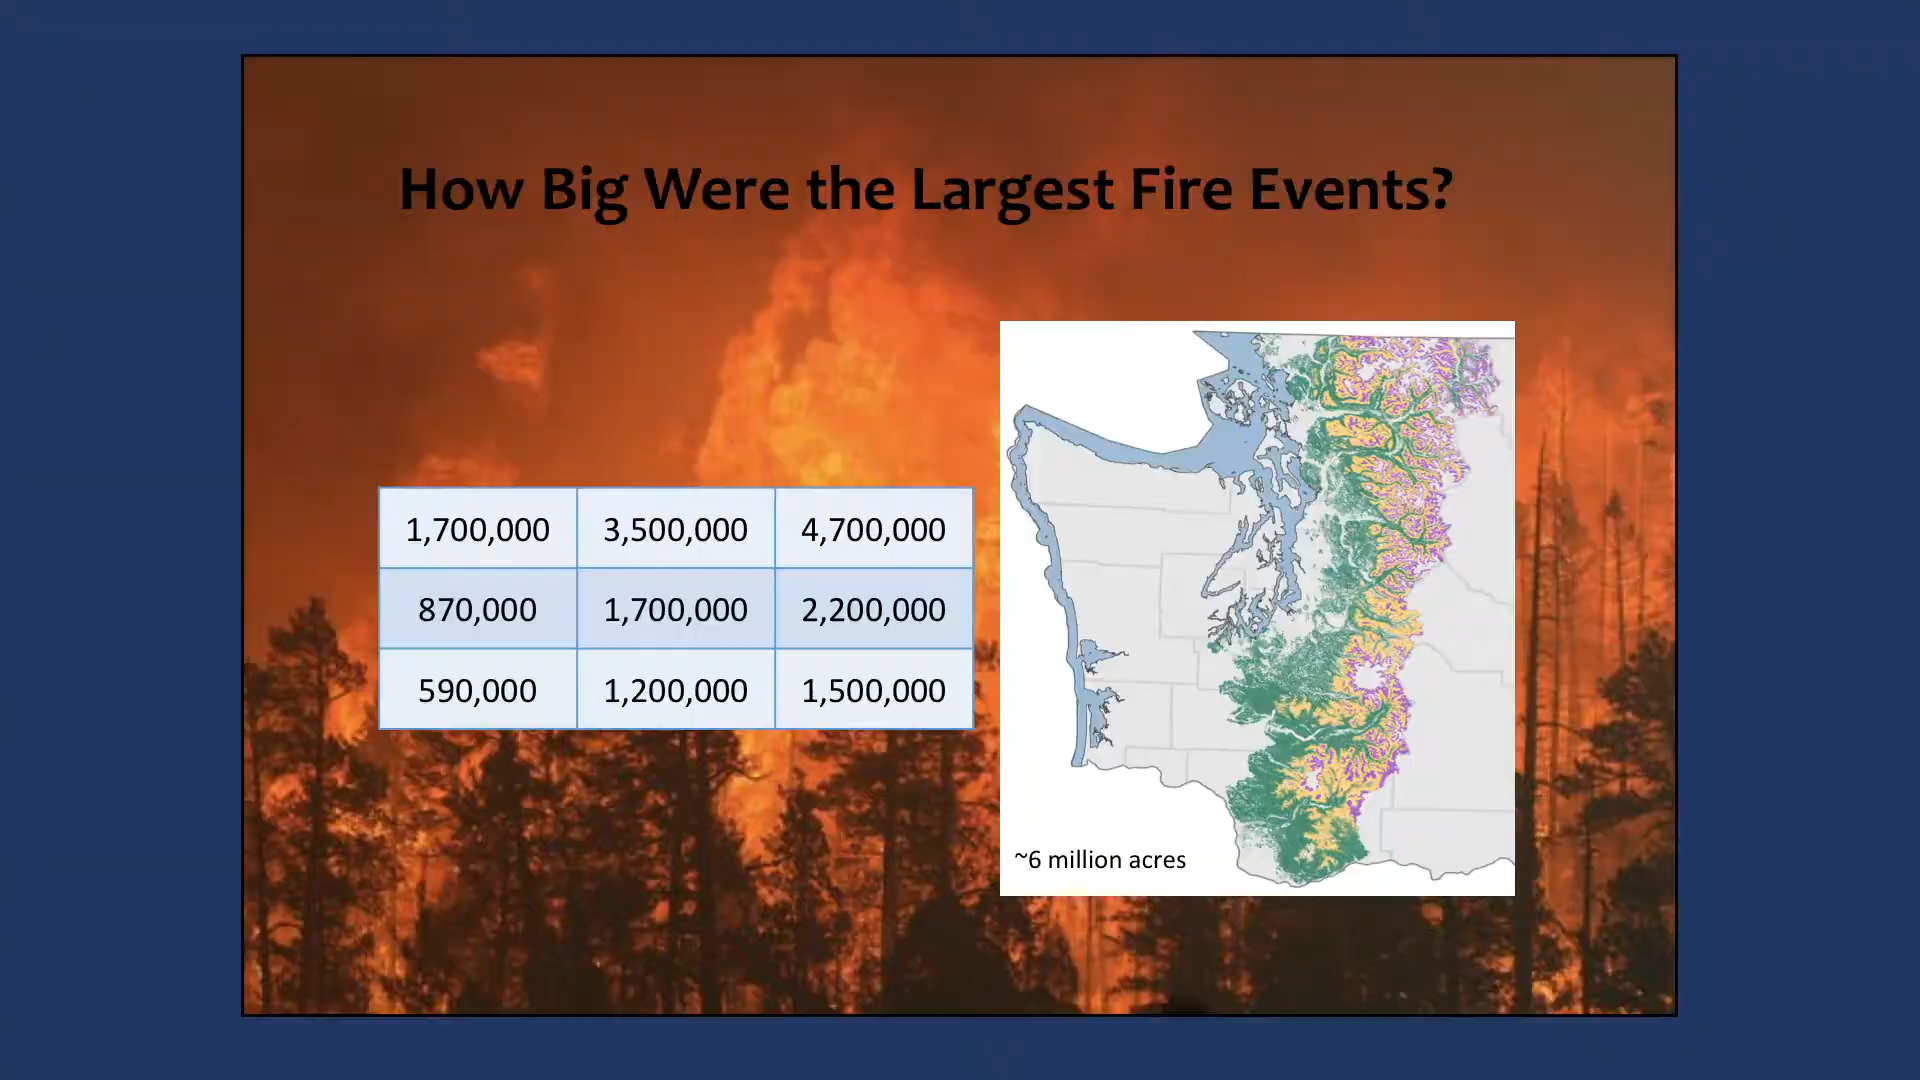 How Big Were the Largest Fire Events?
1,700,000 3,500,000 4,700,000
870,000 1,700,000 2,200,000
590,000 1,200,000 1,500,000
~6 million acres